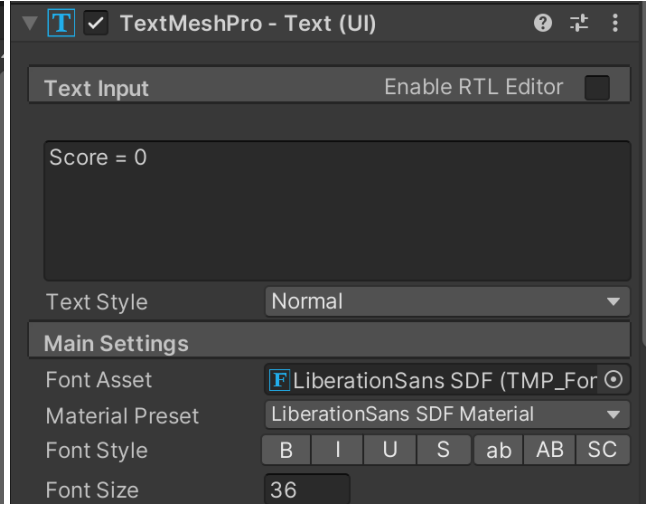 TextMeshPro - Text (UI)
Text Input Enable RTL Editor
Score = 0
Text Style Normal
Main Settings
Font Asset F LiberationSans SDF (TMP_For
Material Preset LiberationSans SDF Material
Font Style B I U S ab AB SC
Font Size 36